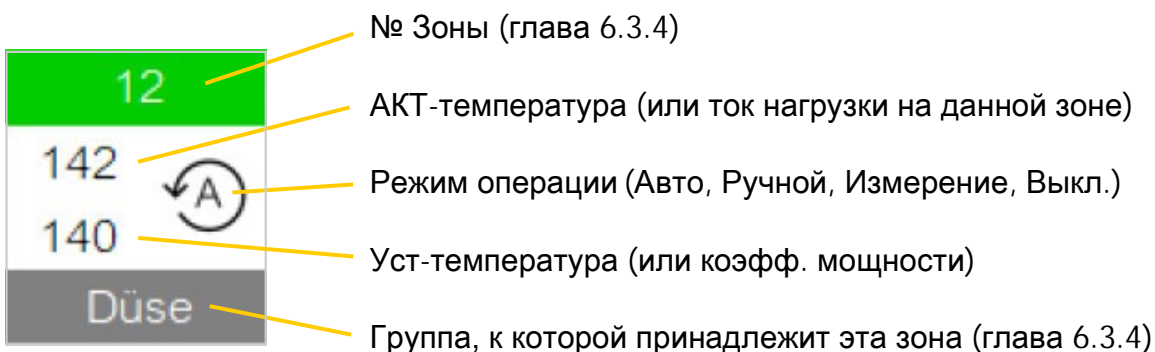 № Зоны (глава 6.3.4)
12
АКТ-температура (или ток нагрузки на данной зоне)
142
A
Режим операции (Авто, Ручной, Измерение, Выкл.)
140
Уст-температура (или коэфф. мощности)
Düse
Группа, к которой принадлежит эта зона (глава 6.3.4)